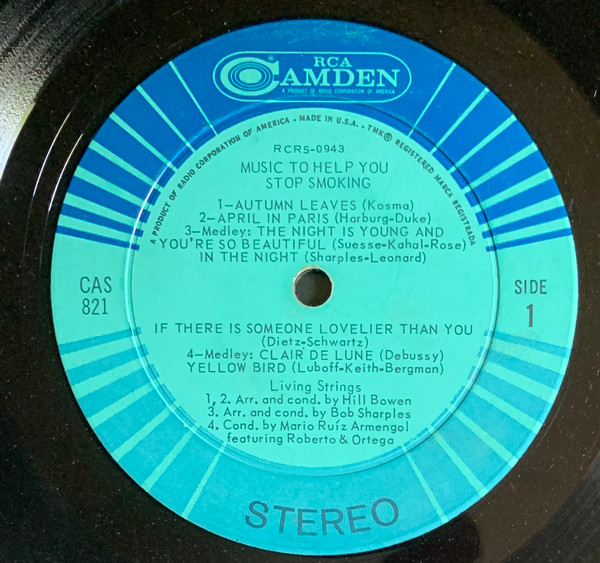 RCA
CAMDEN
A PRODUCT OF RADIO CORPORATION OF AMERICA
A PRODUCT OF RADIO CORPORATION OF AMERICA • MADE IN U.S.A. • TMK ® REGISTERED MARCA REGISTRADA
RCRS-0943
MUSIC TO HELP YOU
STOP SMOKING
1—AUTUMN LEAVES (Kosma)
2—APRIL IN PARIS (Harburg-Duke)
3—Medley: THE NIGHT IS YOUNG AND
YOU'RE SO BEAUTIFUL (Suesse-Kahal-Rose)
IN THE NIGHT (Sharples-Leonard)
CAS
821
SIDE
1
IF THERE IS SOMEONE LOVELIER THAN YOU
(Dietz-Schwartz)
4—Medley: CLAIR DE LUNE (Debussy)
YELLOW BIRD (Luboff-Keith-Bergman)
Living Strings
1, 2. Arr. and cond. by Hill Bowen
3. Arr. and cond. by Bob Sharples
4. Cond. by Mario Ruíz Armengol
featuring Roberto & Ortega
STEREO